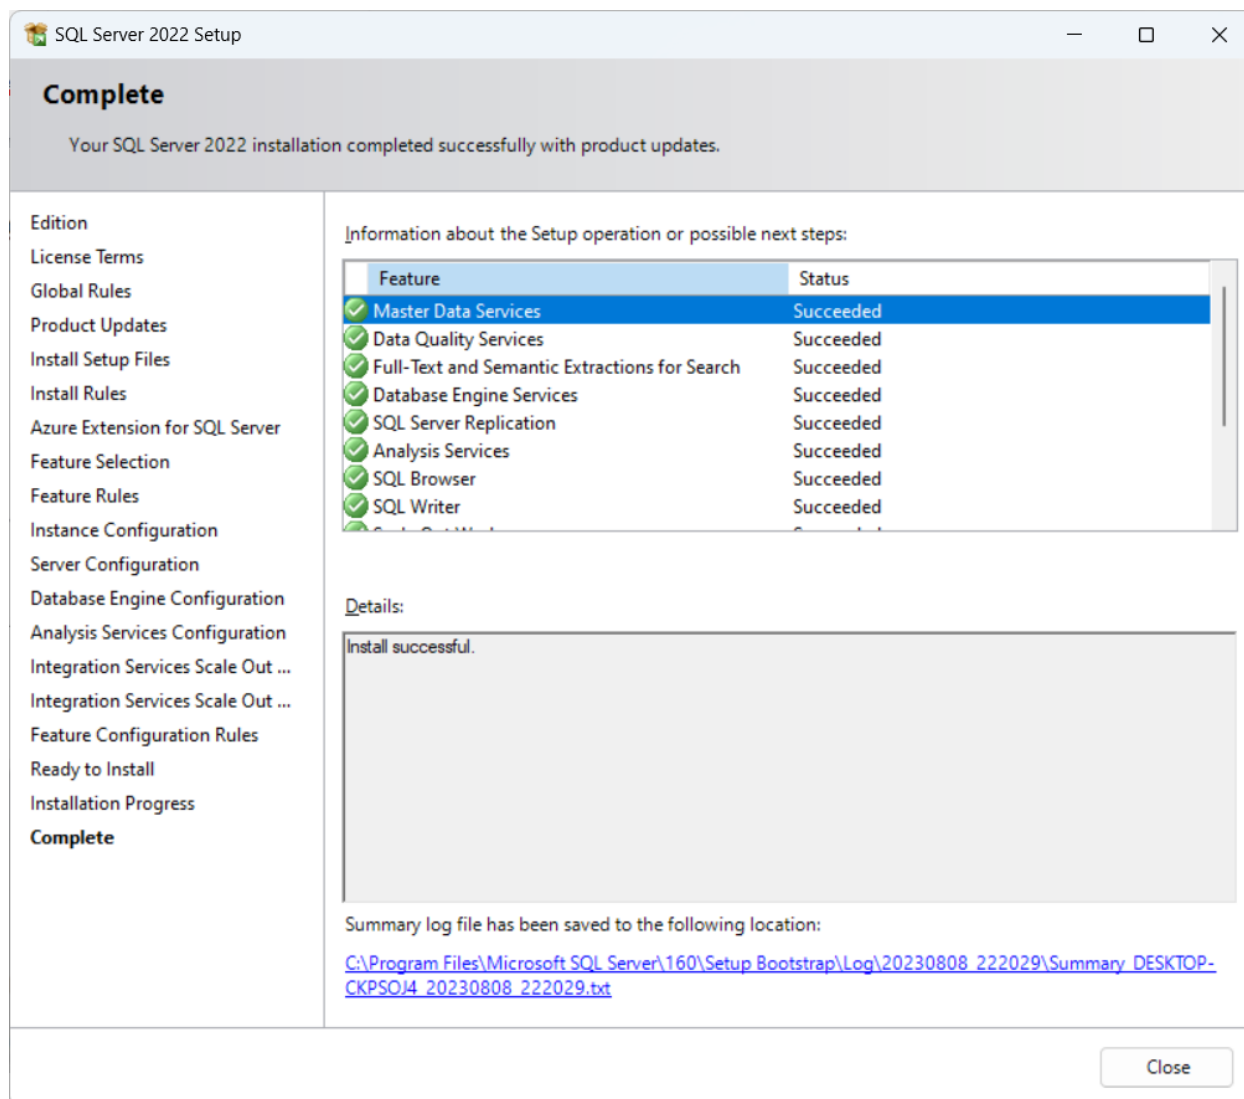 SQL Server 2022 Setup
Complete
Your SQL Server 2022 installation completed successfully with product updates.
Edition
License Terms
Global Rules
Product Updates
Install Setup Files
Install Rules
Azure Extension for SQL Server
Feature Selection
Feature Rules
Instance Configuration
Server Configuration
Database Engine Configuration
Analysis Services Configuration
Integration Services Scale Out ...
Integration Services Scale Out ...
Feature Configuration Rules
Ready to Install
Installation Progress
Complete
Information about the Setup operation or possible next steps:
Feature Status
Master Data Services Succeeded
Data Quality Services Succeeded
Full-Text and Semantic Extractions for Search Succeeded
Database Engine Services Succeeded
SQL Server Replication Succeeded
Analysis Services Succeeded
SQL Browser Succeeded
SQL Writer Succeeded
Details:
Install successful.
Summary log file has been saved to the following location:
C:\Program Files\Microsoft SQL Server\160\Setup Bootstrap\Log\20230808_222029\Summary_DESKTOP-
CKPSOJ4_20230808_222029.txt
Close